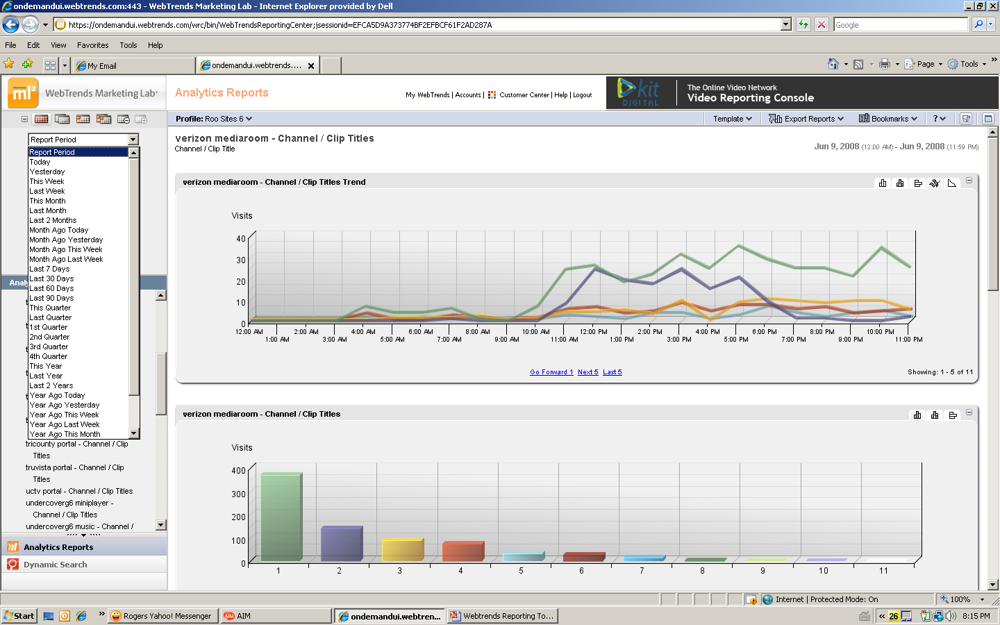 ondemandui.webtrends.com:443 - WebTrends Marketing Lab - Internet Explorer provided by Dell
https://ondemandui.webtrends.com/wrc/bin/WebTrendsReportingCenter;jsessionid=EFCA5D9A373774BF2EFBCF61F2AD287A
Google
File Edit View Favorites Tools Help
My Email
ondemandui.webtrends....
Page Tools
ml2 WebTrends Marketing Lab
Analytics Reports
My WebTrends | Accounts | Customer Center | Help | Logout
kit DIGITAL
The Online Video Network
Video Reporting Console
Profile: Roo Sites 6
Template Export Reports Bookmarks ?
Report Period
Report Period
Today
Yesterday
This Week
Last Week
This Month
Last Month
Last 2 Months
Month Ago Today
Month Ago Yesterday
Month Ago This Week
Month Ago Last Week
Last 7 Days
Last 30 Days
Last 60 Days
Last 90 Days
This Quarter
Last Quarter
1st Quarter
2nd Quarter
3rd Quarter
4th Quarter
This Year
Last Year
Last 2 Years
Year Ago Today
Year Ago Yesterday
Year Ago This Week
Year Ago Last Week
Year Ago This Month
tricounty portal - Channel / Clip
Titles
truvista portal - Channel / Clip
Titles
uctv portal - Channel / Clip Titles
undercoverg6 miniplayer -
Channel / Clip Titles
undercoverg6 music - Channel /
Analytics Reports
Dynamic Search
verizon mediaroom - Channel / Clip Titles
Channel / Clip Title
Jun 9, 2008 (12:00 AM) - Jun 9, 2008 (11:59 PM)
verizon mediaroom - Channel / Clip Titles Trend
Visits
40
30
20
10
0
12:00 AM 2:00 AM 4:00 AM 6:00 AM 8:00 AM 10:00 AM 12:00 PM 2:00 PM 4:00 PM 6:00 PM 8:00 PM 10:00 PM
1:00 AM 3:00 AM 5:00 AM 7:00 AM 9:00 AM 11:00 AM 1:00 PM 3:00 PM 5:00 PM 7:00 PM 9:00 PM 11:00 PM
Go Forward 1 Next 5 Last 5
Showing: 1 - 5 of 11
verizon mediaroom - Channel / Clip Titles
Visits
400
300
200
100
0
1 2 3 4 5 6 7 8 9 10 11
Internet | Protected Mode: On
100%
Start
Rogers Yahoo! Messenger
AIM
ondemandui.webtren...
Webtrends Reporting To...
26
8:15 PM